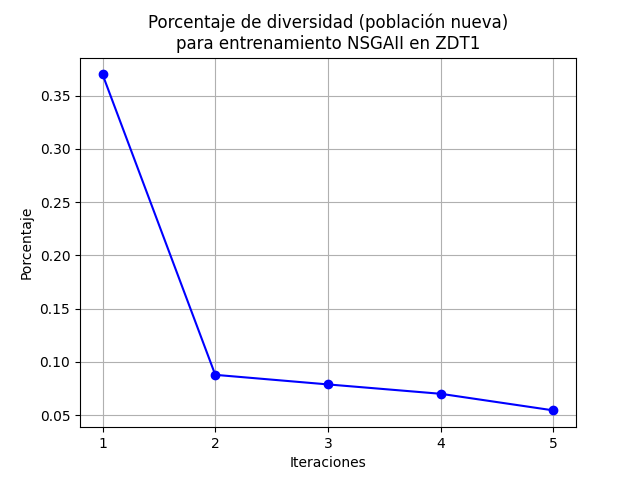 Porcentaje de diversidad (población nueva)
para entrenamiento NSGAII en ZDT1
Porcentaje
0.35
0.30
0.25
0.20
0.15
0.10
0.05
1 2 3 4 5
Iteraciones